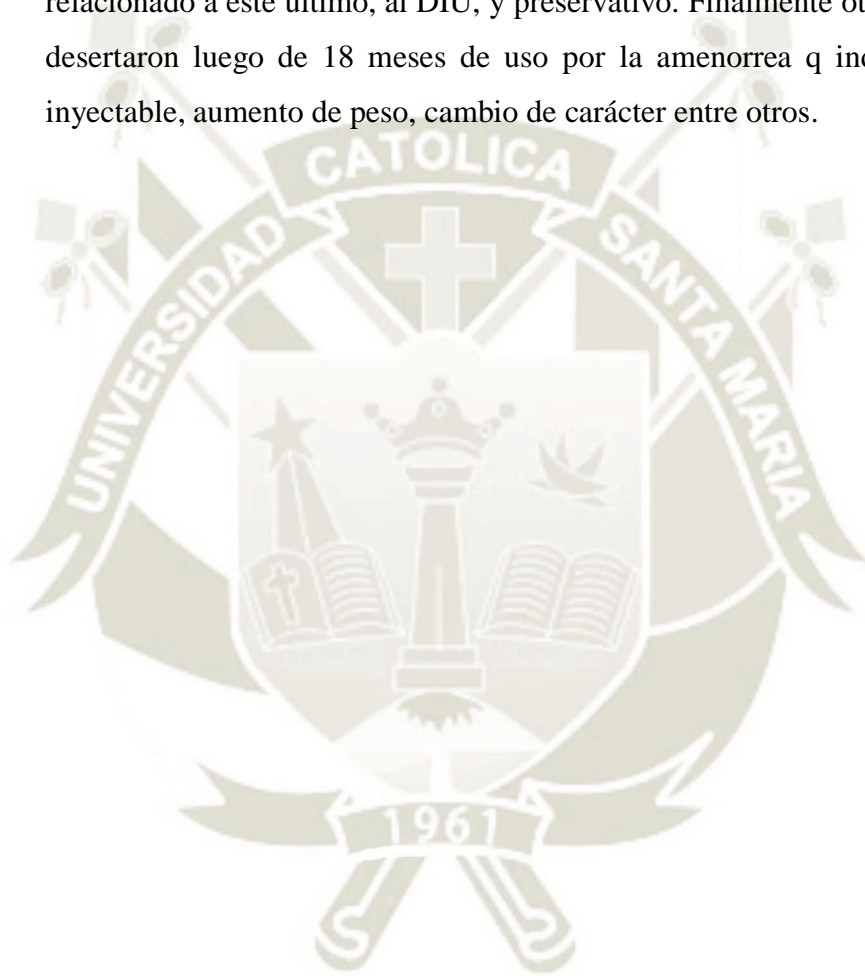 relacionado a este último, al DIU, y preservativo. Finalmente
desertaron luego de 18 meses de uso por la amenorrea q
inyectable, aumento de peso, cambio de carácter entre otros.
UNIVERSIDAD CATOLICA SANTA MARIA
1961